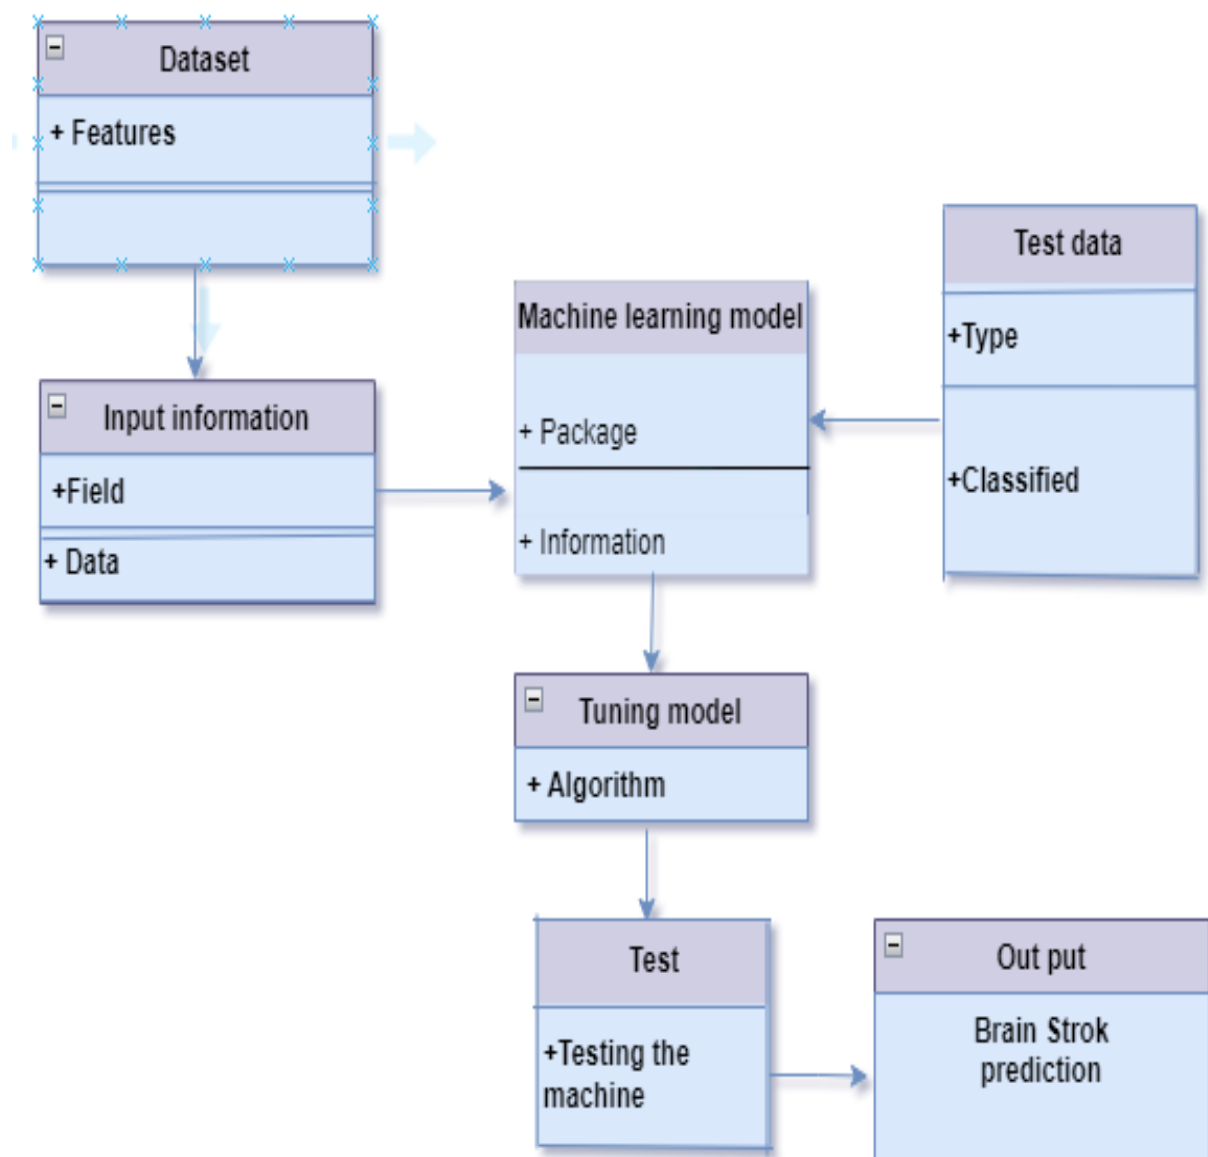 Dataset
+ Features
Input information
+Field
+ Data
Machine learning model
+ Package
+ Information
Test data
+Type
+Classified
Tuning model
+ Algorithm
Test
+Testing the
machine
Out put
Brain Strok
prediction